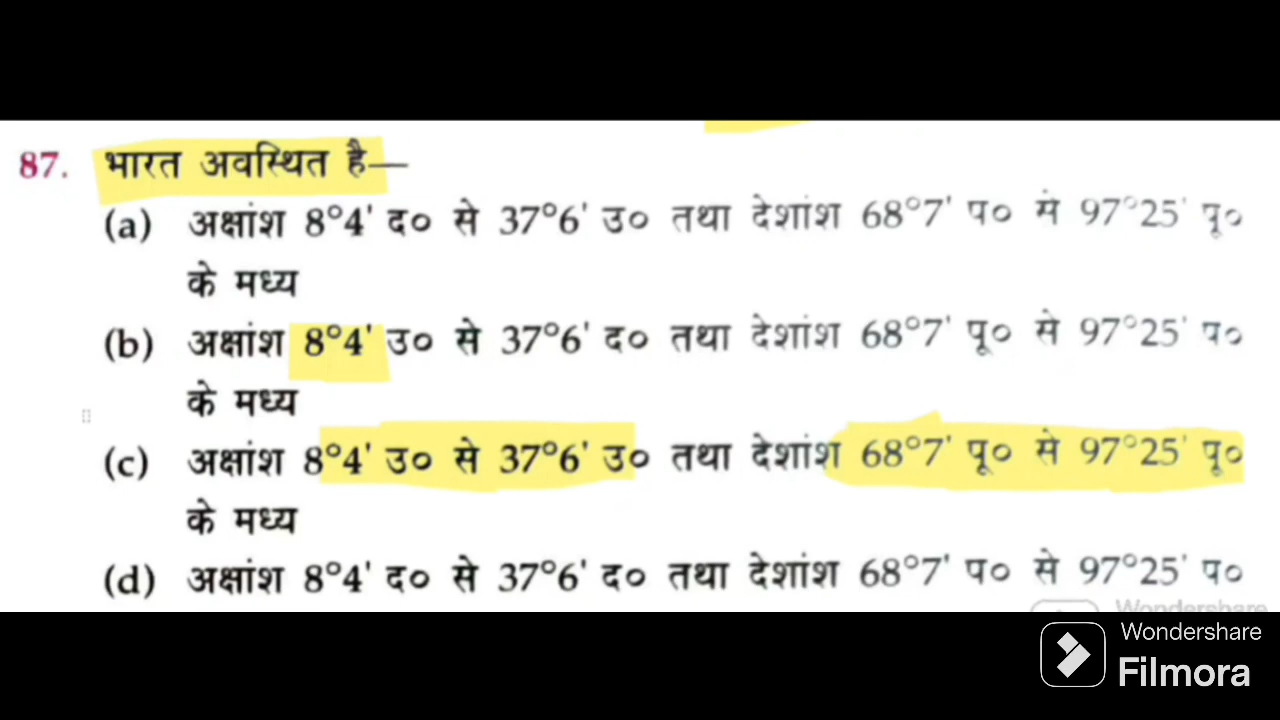 87. भारत अवस्थित है—
(a) अक्षांश 8°4' द० से 37°6' उ० तथा देशांश 68°7' प० से 97°25' पू०
के मध्य
(b) अक्षांश 8°4' उ० से 37°6' द० तथा देशांश 68°7' पू० से 97°25' प०
के मध्य
(c) अक्षांश 8°4' उ० से 37°6' उ० तथा देशांश 68°7' पू० से 97°25' पू०
के मध्य
(d) अक्षांश 8°4' द० से 37°6' द० तथा देशांश 68°7' प० से 97°25' प०
Wondershare
Wondershare
Filmora